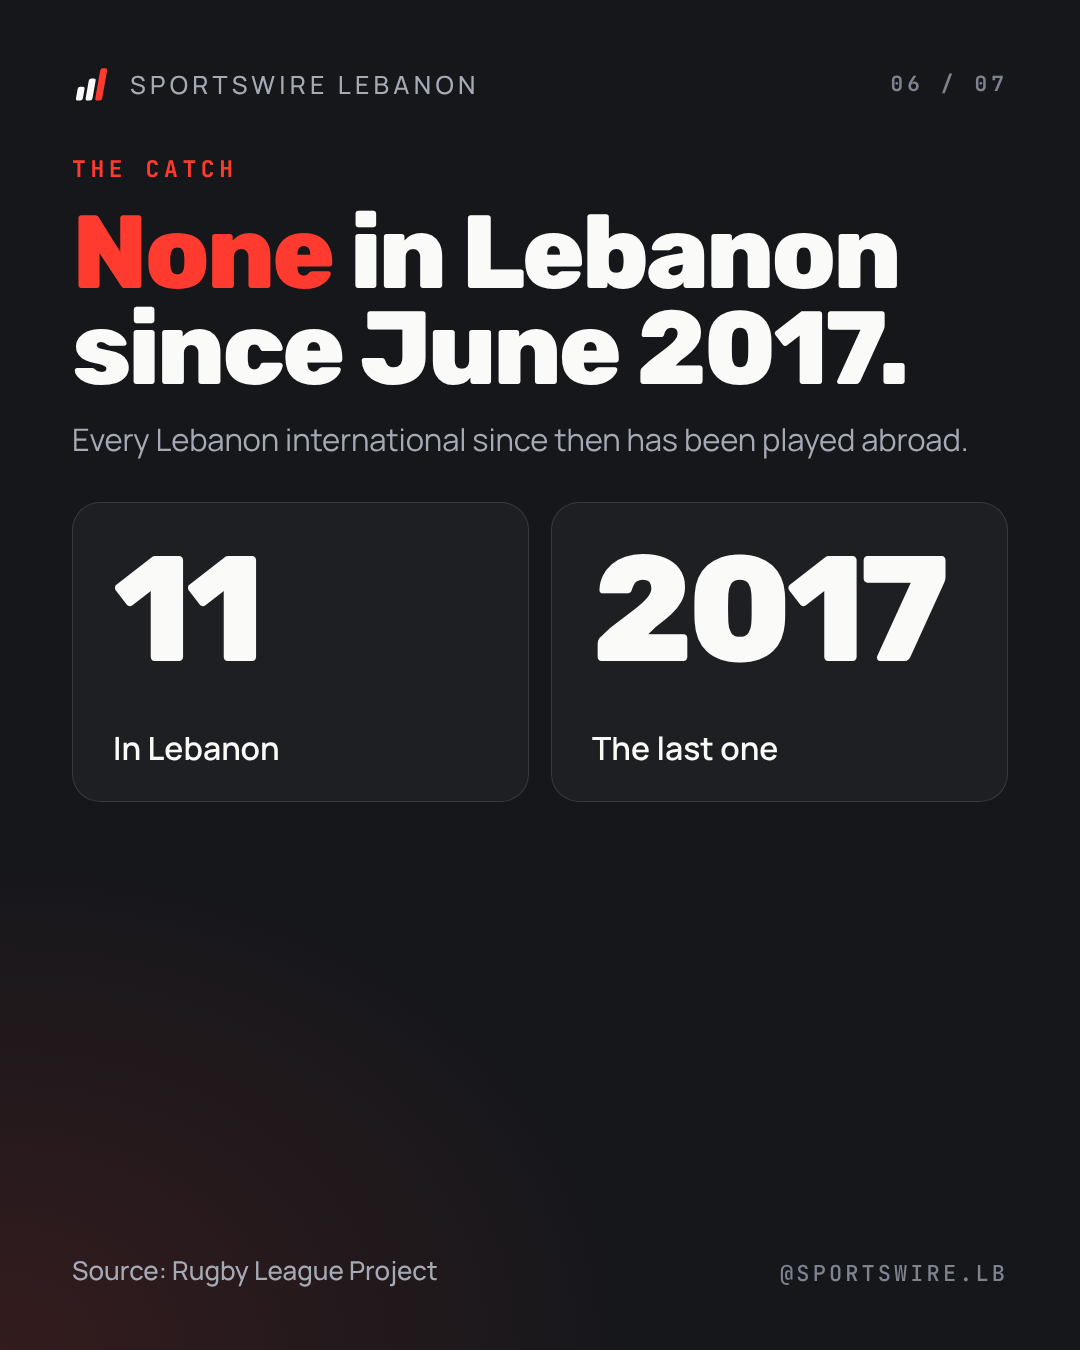 SPORTSWIRE LEBANON
06 / 07
THE CATCH
None in Lebanon
since June 2017.
Every Lebanon international since then has been played abroad.
11
In Lebanon
2017
The last one
Source: Rugby League Project
@SPORTSWIRE.LB